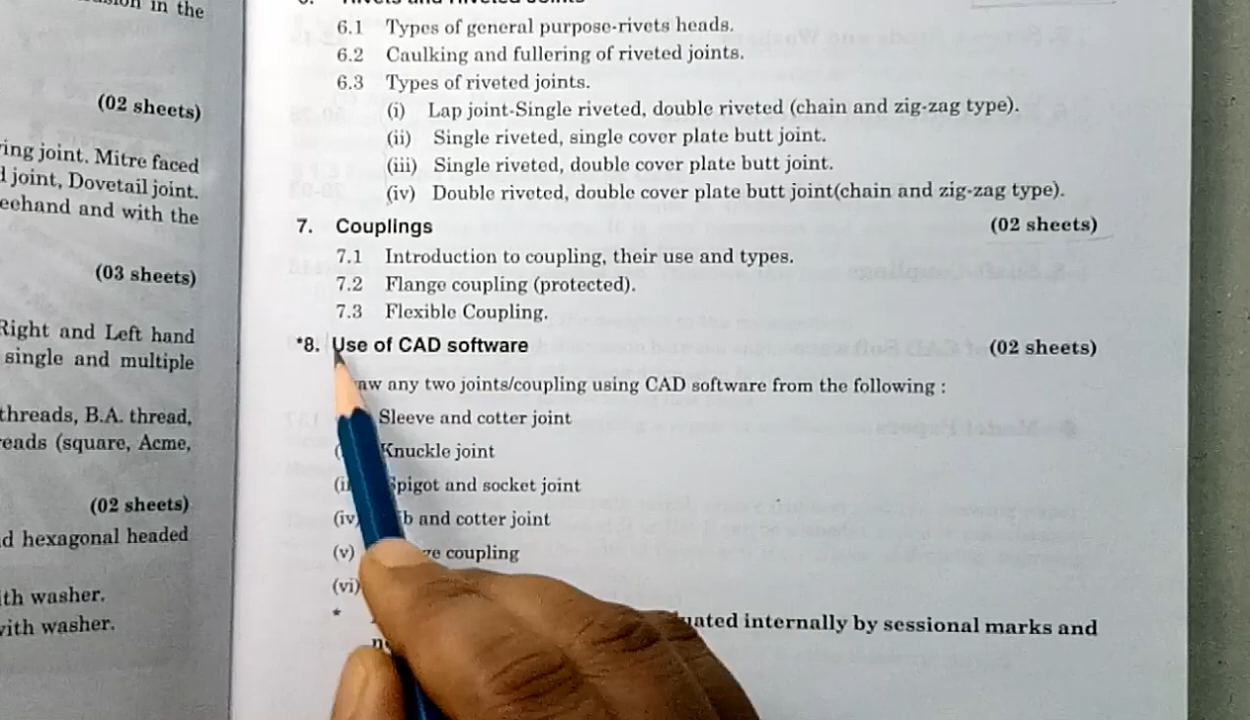 in the
(02 sheets)
ing joint. Mitre faced
joint, Dovetail joint.
eehand and with the
(03 sheets)
Right and Left hand
single and multiple
threads, B.A. thread,
eads (square, Acme,
(02 sheets)
d hexagonal headed
ith washer.
with washer.
6.1 Types of general purpose-rivets heads.
6.2 Caulking and fullering of riveted joints.
6.3 Types of riveted joints.
(i) Lap joint-Single riveted, double riveted (chain and zig-zag type).
(ii) Single riveted, single cover plate butt joint.
(iii) Single riveted, double cover plate butt joint.
(iv) Double riveted, double cover plate butt joint(chain and zig-zag type).
7. Couplings (02 sheets)
7.1 Introduction to coupling, their use and types.
7.2 Flange coupling (protected).
7.3 Flexible Coupling.
*8. Use of CAD software (02 sheets)
aw any two joints/coupling using CAD software from the following :
Sleeve and cotter joint
Knuckle joint
Spigot and socket joint
(iv) b and cotter joint
(v) ge coupling
(vi)
* uated internally by sessional marks and